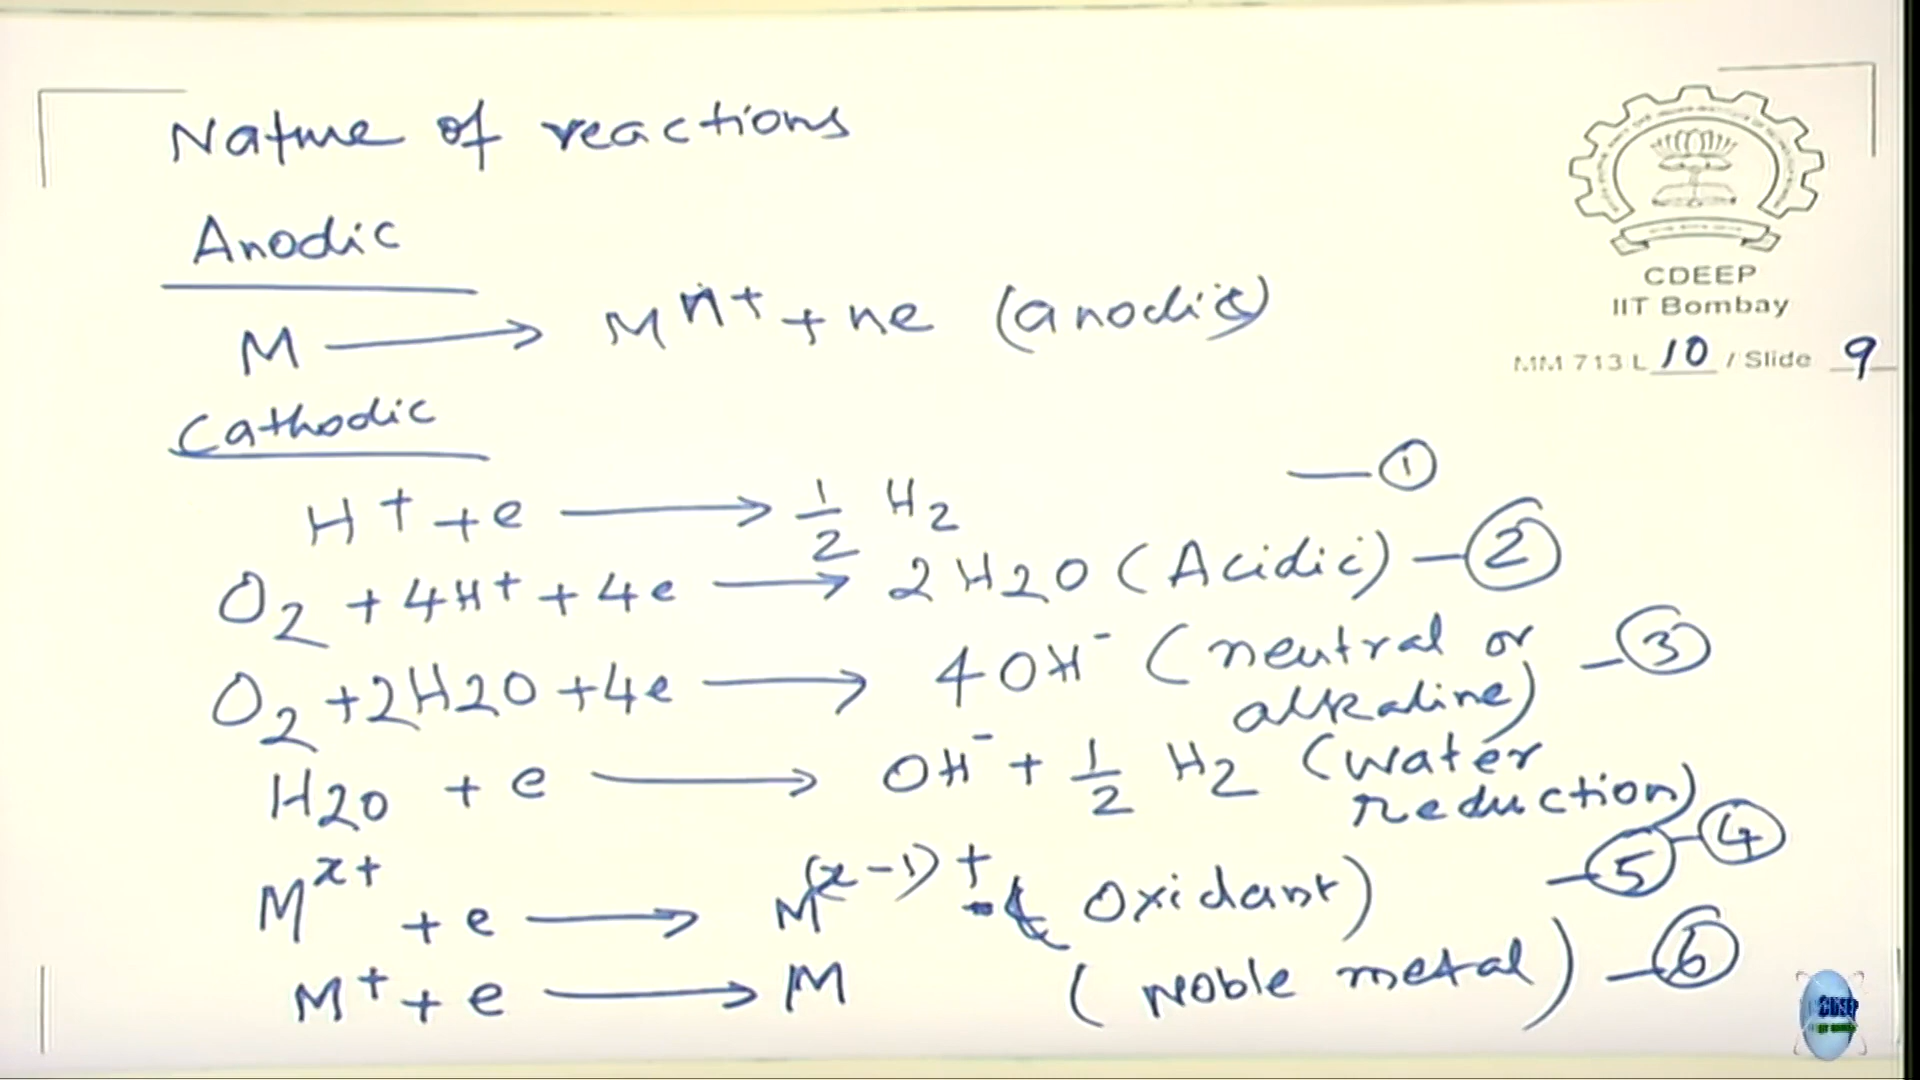 Nature of reactions
Anodic
M ⟶ Mⁿ⁺ + ne (anodic)
Cathodic
H⁺ + e ⟶ 1/2 H₂ —①
O₂ + 4H⁺ + 4e ⟶ 2H2O (Acidic) —②
O₂ + 2H2O + 4e ⟶ 4OH⁻ (neutral or alkaline) —③
H2O + e ⟶ OH⁻ + 1/2 H₂ (water reduction) —④
Mˣ⁺ + e ⟶ M⁽ˣ⁻¹⁾⁺ (Oxidant) —⑤
M⁺ + e ⟶ M (Noble metal) —⑥
CDEEP
IIT Bombay
MM 713 L 10 / Slide 9